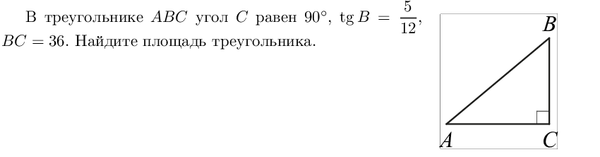 В треугольнике ABC угол C равен 90°, tg B = 5/12,
BC = 36. Найдите площадь треугольника.
B
A
C